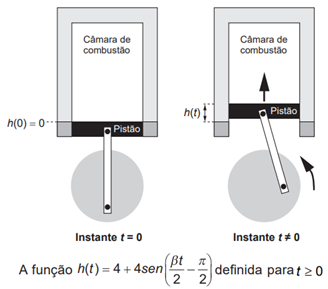 Câmara de
combustão
Câmara de
combustão
h(0) = 0
Pistão
h(t)
Pistão
Instante t = 0
Instante t ≠ 0
A função h(t) = 4 + 4sen(βt/2 − π/2) definida para t ≥ 0